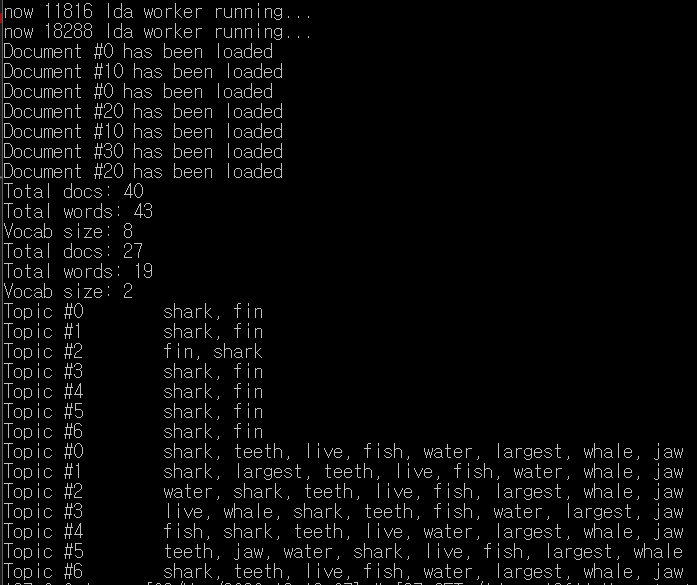 now 11816 lda worker running...
now 18288 lda worker running...
Document #0 has been loaded
Document #10 has been loaded
Document #0 has been loaded
Document #20 has been loaded
Document #10 has been loaded
Document #30 has been loaded
Document #20 has been loaded
Total docs: 40
Total words: 43
Vocab size: 8
Total docs: 27
Total words: 19
Vocab size: 2
Topic #0 shark, fin
Topic #1 shark, fin
Topic #2 fin, shark
Topic #3 shark, fin
Topic #4 shark, fin
Topic #5 shark, fin
Topic #6 shark, fin
Topic #0 shark, teeth, live, fish, water, largest, whale, jaw
Topic #1 shark, largest, teeth, live, fish, water, whale, jaw
Topic #2 water, shark, teeth, live, fish, largest, whale, jaw
Topic #3 live, whale, shark, teeth, fish, water, largest, jaw
Topic #4 fish, shark, teeth, live, water, largest, whale, jaw
Topic #5 teeth, jaw, water, shark, live, fish, largest, whale
Topic #6 shark, teeth, live, fish, water, largest, whale, jaw